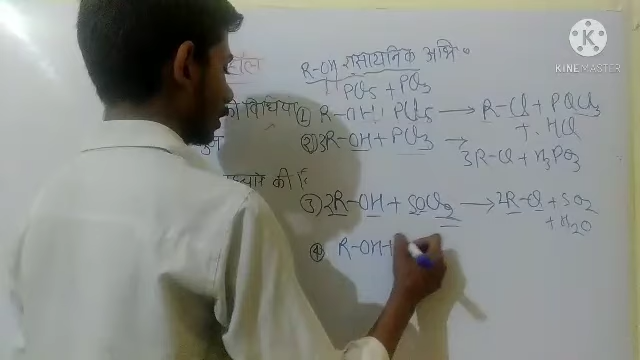 KINEMASTER
R-OH रासायनिक अभि०
PCl5 + PCl3
की विधिया
① R-OH + PCl5 → R-Cl + POCl3
+ HCl
② 3R-OH + PCl3 →
3R-Cl + H3PO3
③ 2R-OH + SOCl2 → 2R-Cl + SO2
+ H2O
④ R-OH +